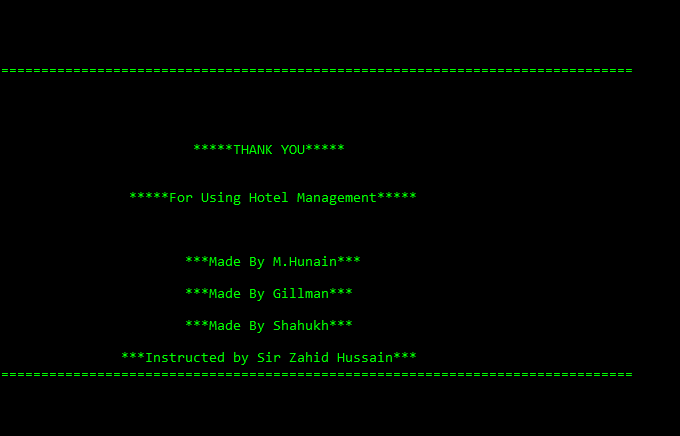 ===============================================================================
*****THANK YOU*****
*****For Using Hotel Management*****
***Made By M.Hunain***
***Made By Gillman***
***Made By Shahukh***
***Instructed by Sir Zahid Hussain***
===============================================================================